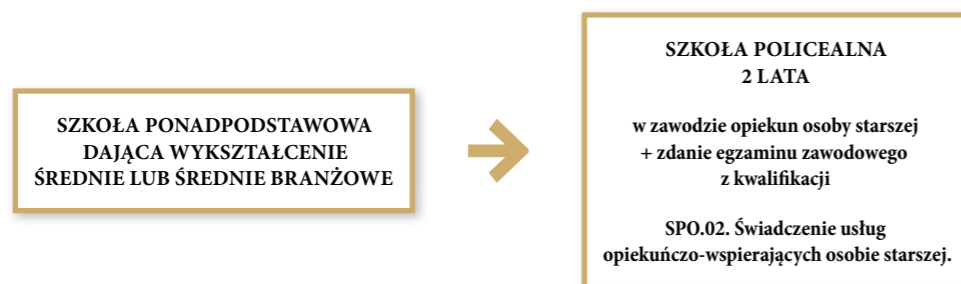 SZKOŁA PONADPODSTAWOWA
DAJĄCA WYKSZTAŁCENIE
ŚREDNIE LUB ŚREDNIE BRANŻOWE
SZKOŁA POLICEALNA
2 LATA
w zawodzie opiekun osoby starszej
+ zdanie egzaminu zawodowego
z kwalifikacji
SPO.02. Świadczenie usług
opiekuńczo-wspierających osobie starszej.